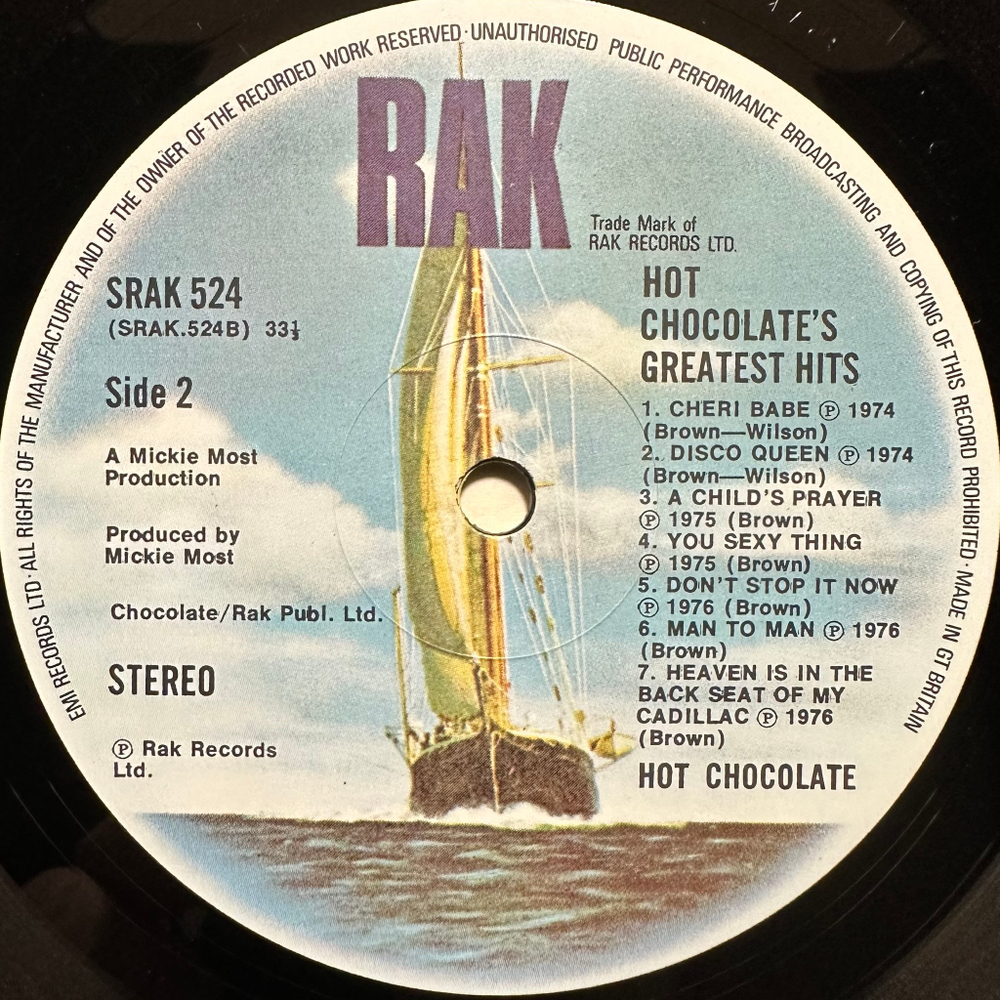 EMI RECORDS LTD·ALL RIGHTS OF THE MANUFACTURER AND OF THE OWNER OF THE RECORDED WORK RESERVED·UNAUTHORISED PUBLIC PERFORMANCE BROADCASTING AND COPYING OF THIS RECORD PROHIBITED·MADE IN GT BRITAIN
RAK
Trade Mark of
RAK RECORDS LTD.
SRAK 524
(SRAK.524B) 33⅓
Side 2
A Mickie Most
Production
Produced by
Mickie Most
Chocolate/Rak Publ. Ltd.
STEREO
Ⓟ Rak Records
Ltd.
HOT
CHOCOLATE'S
GREATEST HITS
1. CHERI BABE Ⓟ 1974
(Brown—Wilson)
2. DISCO QUEEN Ⓟ 1974
(Brown—Wilson)
3. A CHILD'S PRAYER
Ⓟ 1975 (Brown)
4. YOU SEXY THING
Ⓟ 1975 (Brown)
5. DON'T STOP IT NOW
Ⓟ 1976 (Brown)
6. MAN TO MAN Ⓟ 1976
(Brown)
7. HEAVEN IS IN THE
BACK SEAT OF MY
CADILLAC Ⓟ 1976
(Brown)
HOT CHOCOLATE